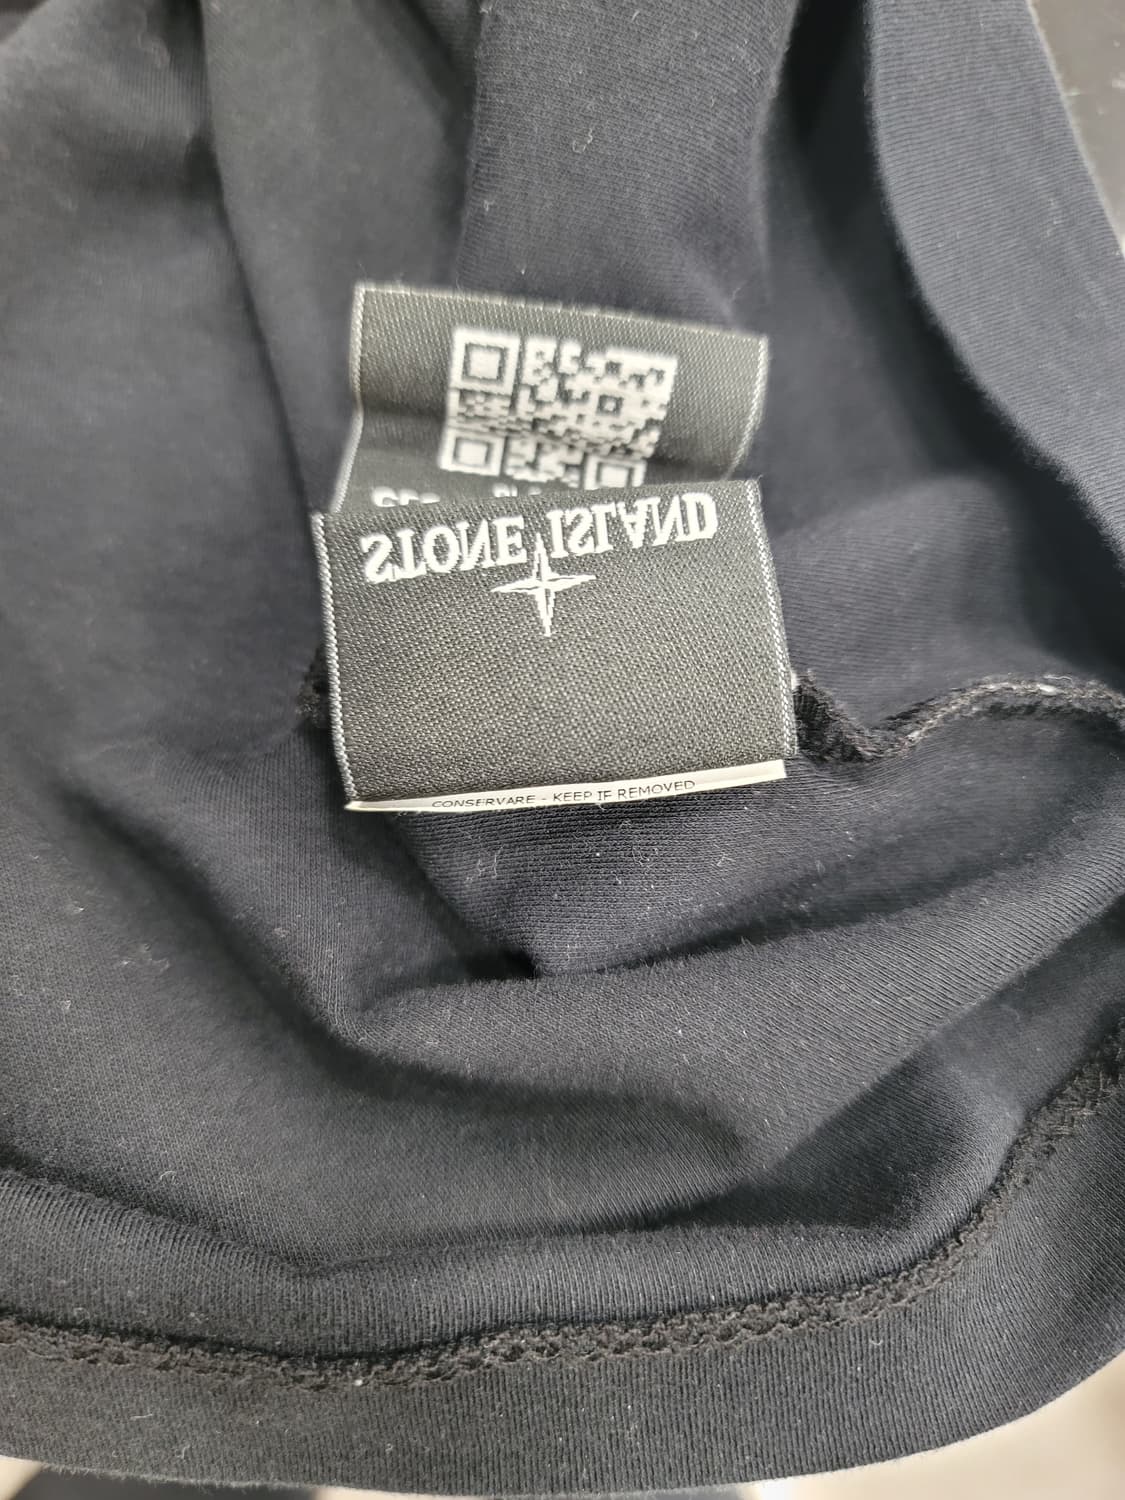 STONE ISLAND
CONSERVARE - KEEP IF REMOVED